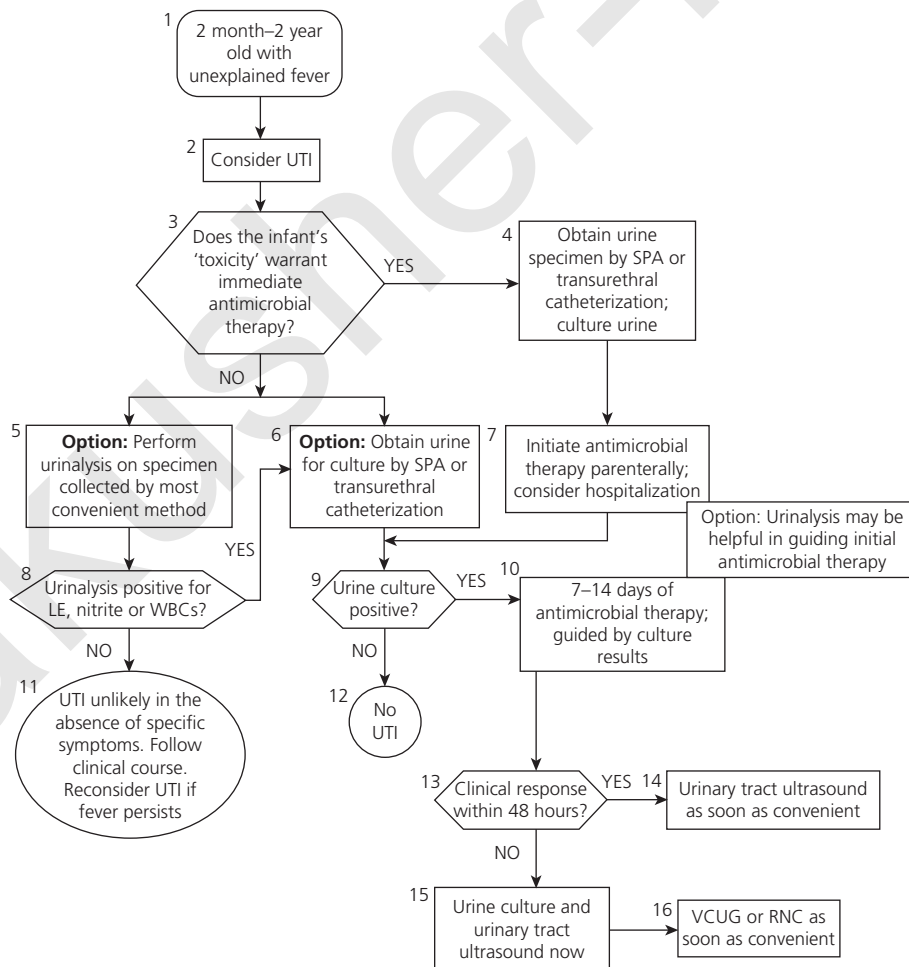 1
2 month–2 year
old with
unexplained fever
2
Consider UTI
3
Does the infant's
'toxicity' warrant
immediate
antimicrobial
therapy?
YES
4
Obtain urine
specimen by SPA or
transurethral
catheterization;
culture urine
NO
5
Option: Perform
urinalysis on specimen
collected by most
convenient method
6
Option: Obtain urine
for culture by SPA or
transurethral
catheterization
7
Initiate antimicrobial
therapy parenterally;
consider hospitalization
Option: Urinalysis may be
helpful in guiding initial
antimicrobial therapy
8
Urinalysis positive for
LE, nitrite or WBCs?
YES
9
Urine culture
positive?
YES
10
7–14 days of
antimicrobial therapy;
guided by culture
results
NO
11
UTI unlikely in the
absence of specific
symptoms. Follow
clinical course.
Reconsider UTI if
fever persists
NO
12
No
UTI
13
Clinical response
within 48 hours?
YES
14
Urinary tract ultrasound
as soon as convenient
NO
15
Urine culture and
urinary tract
ultrasound now
16
VCUG or RNC as
soon as convenient
akusher-